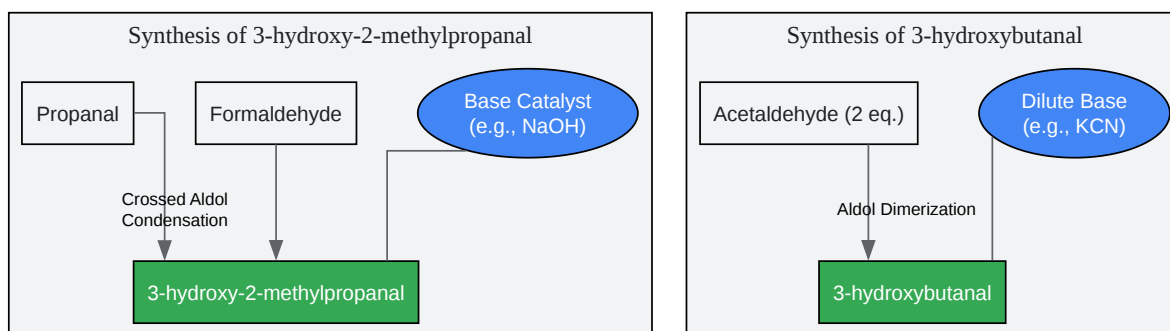 Synthesis of 3-hydroxy-2-methylpropanal
Propanal
Formaldehyde
Base Catalyst
(e.g., NaOH)
Crossed Aldol
Condensation
3-hydroxy-2-methylpropanal
Synthesis of 3-hydroxybutanal
Acetaldehyde (2 eq.)
Dilute Base
(e.g., KCN)
Aldol Dimerization
3-hydroxybutanal